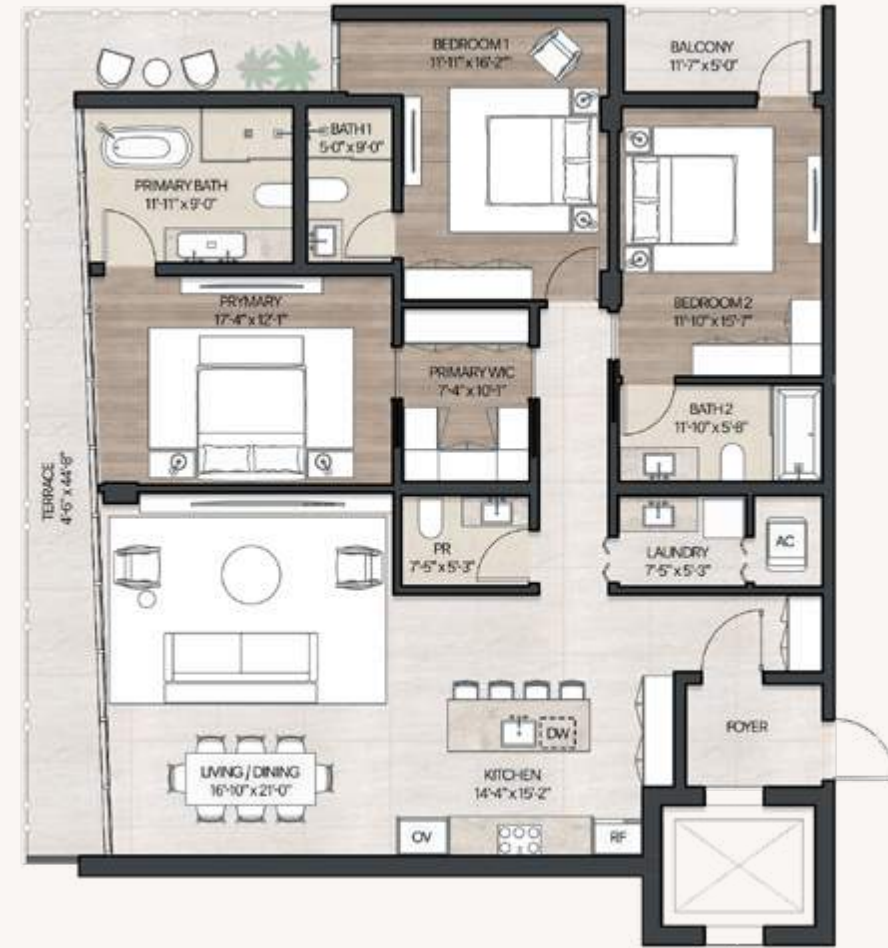 BEDROOM 1
11'-11" x 16'-2"
BALCONY
11'-7" x 5'-0"
BATH 1
5-0" x 9'-0"
PRIMARY BATH
11'-11" x 9'-0"
PRYMARY
17'-4" x 12'-1"
BEDROOM 2
11'-10" x 15'-7"
PRIMARY WIC
7'-4" x 10'-1"
BATH 2
11'-10" x 5'-8"
TERRACE
4'-6" x 44'-8"
PR
7'-5" x 5'-3"
LAUNDRY
7'-5" x 5'-3"
AC
FOYER
DW
LIVING / DINING
16'-10" x 21'-0"
KITCHEN
14'-4" x 15'-2"
OV
RF